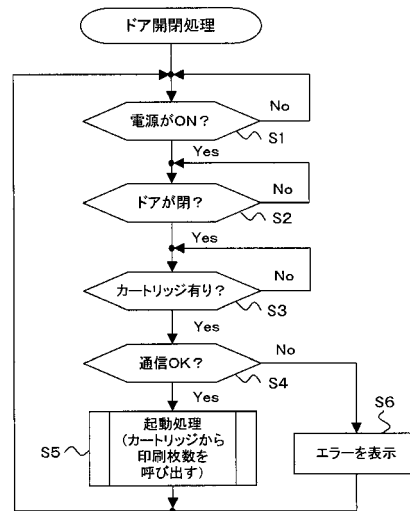 ドア開閉処理
No
電源がON?
S1
Yes
No
ドアが閉?
S2
Yes
No
カートリッジ有り?
S3
Yes
No
通信OK?
S4
Yes
S6
S5
起動処理
(カートリッジから
印刷枚数を
呼び出す)
エラーを表示